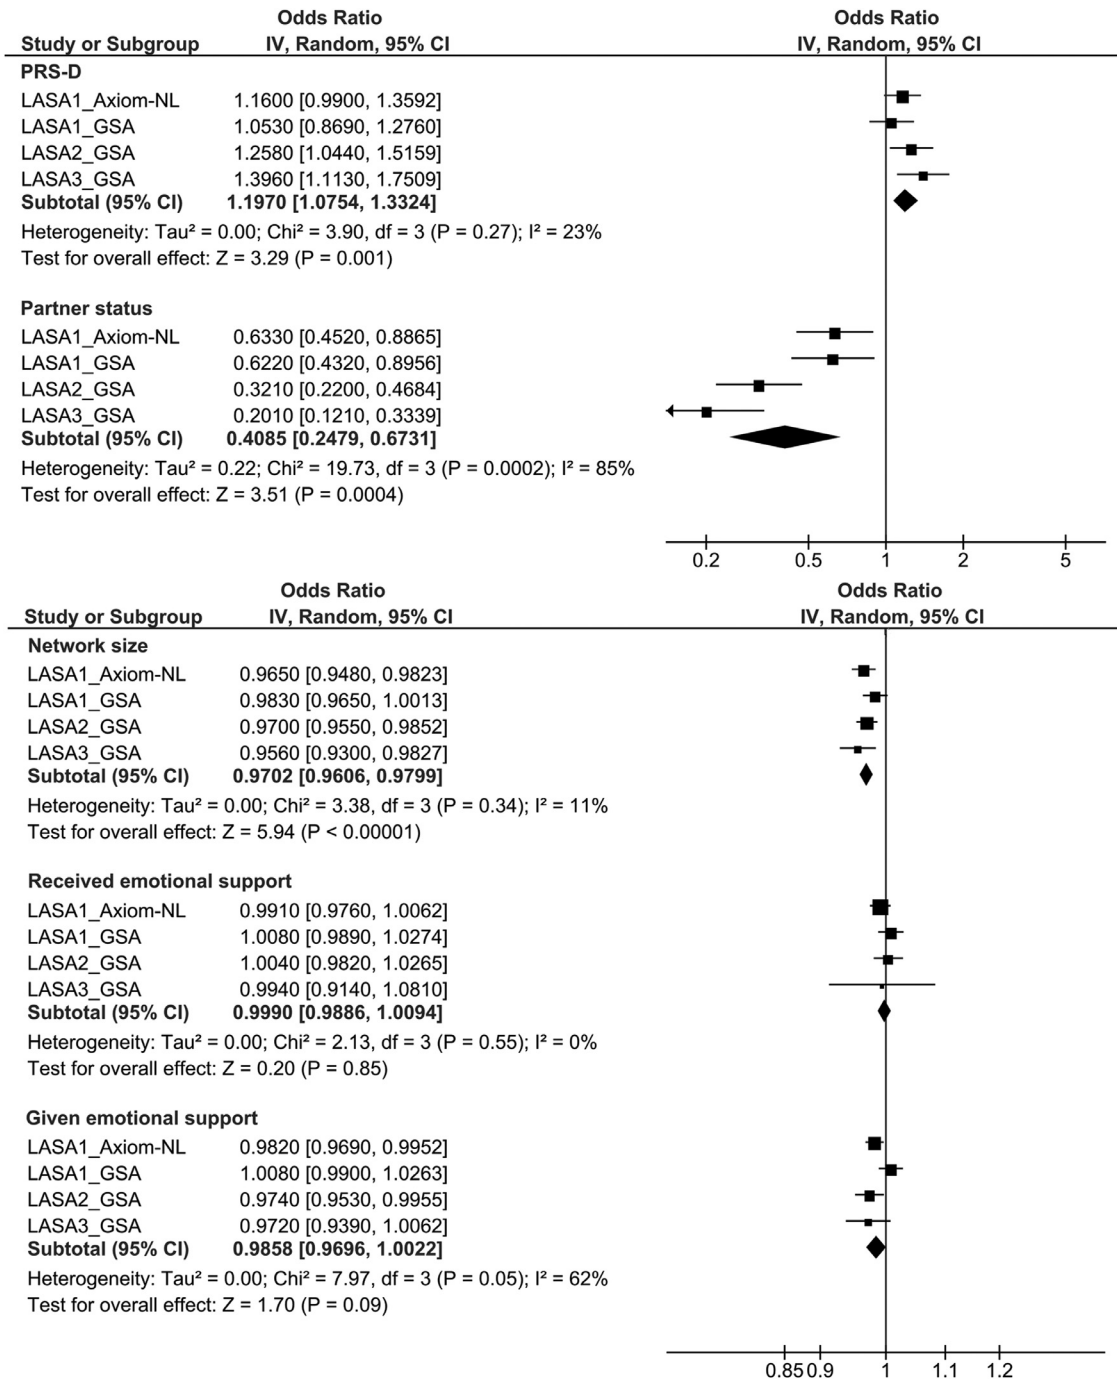 Odds Ratio Odds Ratio
Study or Subgroup IV, Random, 95% CI IV, Random, 95% CI
PRS-D
LASA1_Axiom-NL 1.1600 [0.9900, 1.3592]
LASA1_GSA 1.0530 [0.8690, 1.2760]
LASA2_GSA 1.2580 [1.0440, 1.5159]
LASA3_GSA 1.3960 [1.1130, 1.7509]
Subtotal (95% CI) 1.1970 [1.0754, 1.3324]
Heterogeneity: Tau² = 0.00; Chi² = 3.90, df = 3 (P = 0.27); I² = 23%
Test for overall effect: Z = 3.29 (P = 0.001)
Partner status
LASA1_Axiom-NL 0.6330 [0.4520, 0.8865]
LASA1_GSA 0.6220 [0.4320, 0.8956]
LASA2_GSA 0.3210 [0.2200, 0.4684]
LASA3_GSA 0.2010 [0.1210, 0.3339]
Subtotal (95% CI) 0.4085 [0.2479, 0.6731]
Heterogeneity: Tau² = 0.22; Chi² = 19.73, df = 3 (P = 0.0002); I² = 85%
Test for overall effect: Z = 3.51 (P = 0.0004)
0.2 0.5 1 2 5
Odds Ratio Odds Ratio
Study or Subgroup IV, Random, 95% CI IV, Random, 95% CI
Network size
LASA1_Axiom-NL 0.9650 [0.9480, 0.9823]
LASA1_GSA 0.9830 [0.9650, 1.0013]
LASA2_GSA 0.9700 [0.9550, 0.9852]
LASA3_GSA 0.9560 [0.9300, 0.9827]
Subtotal (95% CI) 0.9702 [0.9606, 0.9799]
Heterogeneity: Tau² = 0.00; Chi² = 3.38, df = 3 (P = 0.34); I² = 11%
Test for overall effect: Z = 5.94 (P < 0.00001)
Received emotional support
LASA1_Axiom-NL 0.9910 [0.9760, 1.0062]
LASA1_GSA 1.0080 [0.9890, 1.0274]
LASA2_GSA 1.0040 [0.9820, 1.0265]
LASA3_GSA 0.9940 [0.9140, 1.0810]
Subtotal (95% CI) 0.9990 [0.9886, 1.0094]
Heterogeneity: Tau² = 0.00; Chi² = 2.13, df = 3 (P = 0.55); I² = 0%
Test for overall effect: Z = 0.20 (P = 0.85)
Given emotional support
LASA1_Axiom-NL 0.9820 [0.9690, 0.9952]
LASA1_GSA 1.0080 [0.9900, 1.0263]
LASA2_GSA 0.9740 [0.9530, 0.9955]
LASA3_GSA 0.9720 [0.9390, 1.0062]
Subtotal (95% CI) 0.9858 [0.9696, 1.0022]
Heterogeneity: Tau² = 0.00; Chi² = 7.97, df = 3 (P = 0.05); I² = 62%
Test for overall effect: Z = 1.70 (P = 0.09)
0.85 0.9 1 1.1 1.2